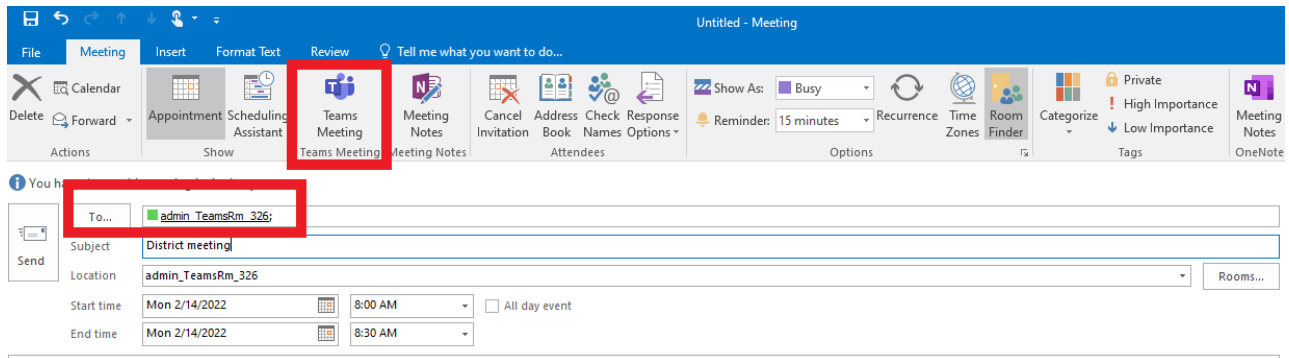 Untitled - Meeting
File Meeting Insert Format Text Review Tell me what you want to do...
Delete Calendar Forward Appointment Scheduling Assistant Teams Meeting Meeting Notes Cancel Invitation Address Book Check Names Response Options Show As: Busy Reminder: 15 minutes Recurrence Time Zones Room Finder Categorize Private High Importance Low Importance Meeting Notes
Actions Show Teams Meeting Meeting Notes Attendees Options Tags OneNote
You
To... admin_TeamsRm_326;
Send
Subject District meeting
Location admin_TeamsRm_326 Rooms...
Start time Mon 2/14/2022 8:00 AM All day event
End time Mon 2/14/2022 8:30 AM